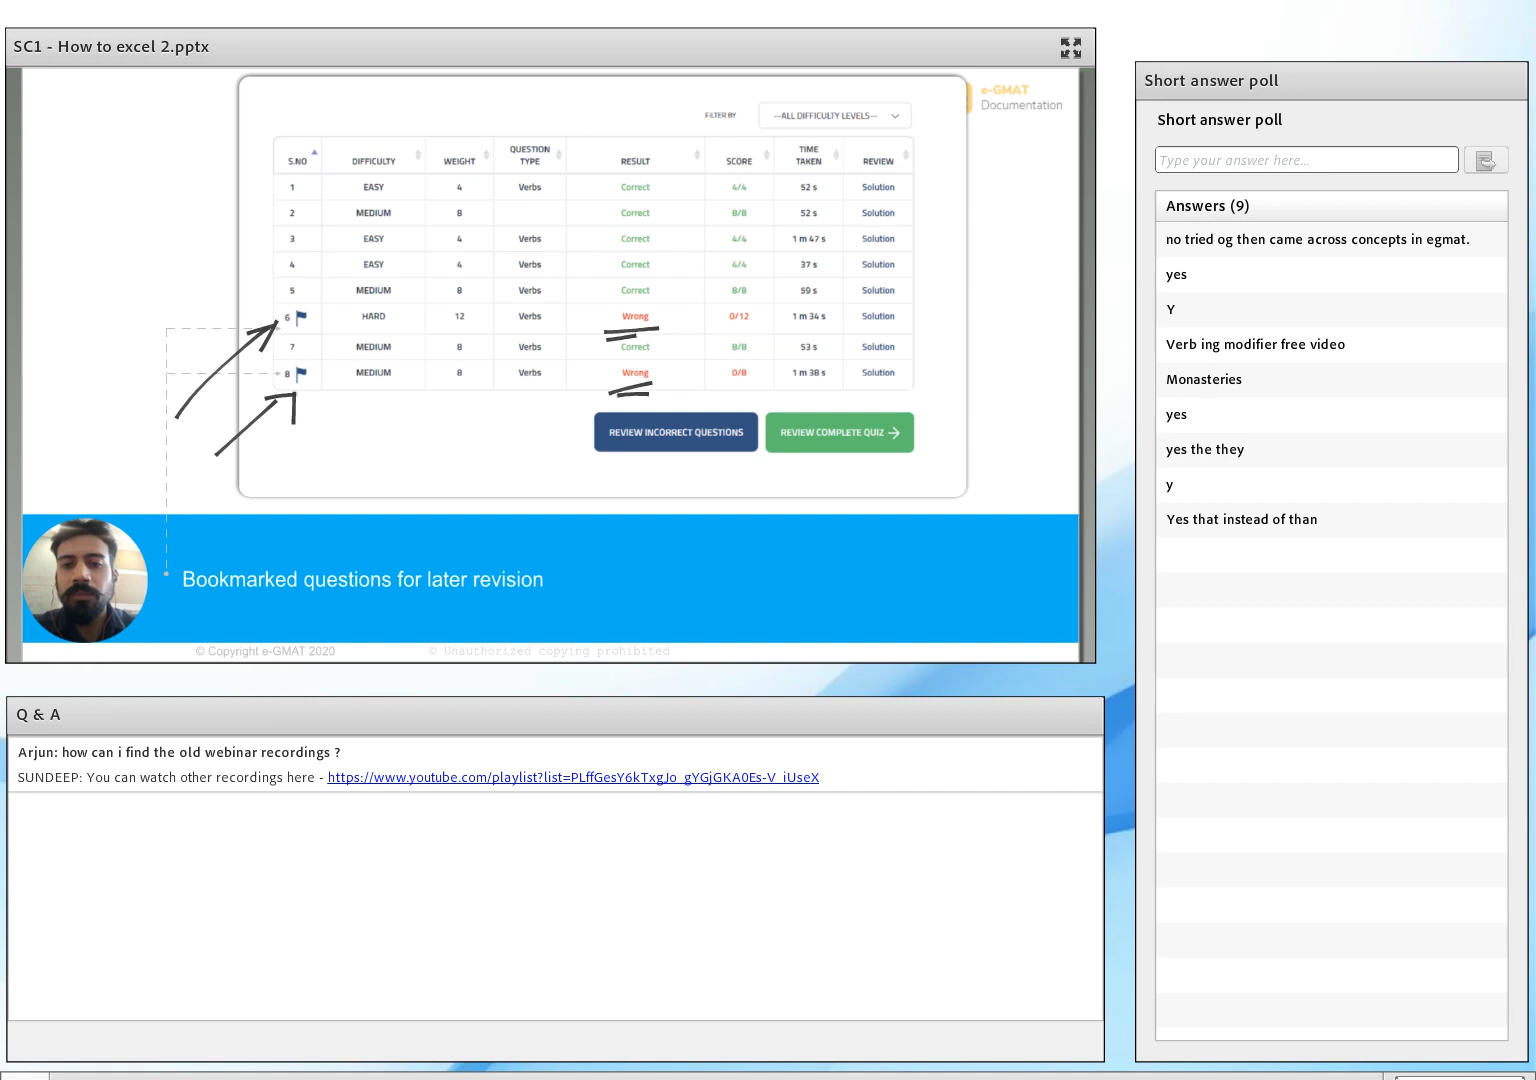 SC1 - How to excel 2.pptx
e-GMAT
Documentation
FILTER BY --ALL DIFFICULTY LEVELS--
S.NO DIFFICULTY WEIGHT QUESTION TYPE RESULT SCORE TIME TAKEN REVIEW
1 EASY 4 Verbs Correct 4/4 52 s Solution
2 MEDIUM 8 Correct 8/8 52 s Solution
3 EASY 4 Verbs Correct 4/4 1 m 47 s Solution
4 EASY 4 Verbs Correct 4/4 37 s Solution
5 MEDIUM 8 Verbs Correct 8/8 59 s Solution
6 HARD 12 Verbs Wrong 0/12 1 m 34 s Solution
7 MEDIUM 8 Verbs Correct 8/8 53 s Solution
8 MEDIUM 8 Verbs Wrong 0/8 1 m 38 s Solution
REVIEW INCORRECT QUESTIONS REVIEW COMPLETE QUIZ
Bookmarked questions for later revision
© Copyright e-GMAT 2020 © Unauthorized copying prohibited
Q & A
Arjun: how can i find the old webinar recordings ?
SUNDEEP: You can watch other recordings here - https://www.youtube.com/playlist?list=PLffGesY6kTxgJo_gYGjGKA0Es-V_iUseX
Short answer poll
Short answer poll
Type your answer here...
Answers (9)
no tried og then came across concepts in egmat.
yes
Y
Verb ing modifier free video
Monasteries
yes
yes the they
y
Yes that instead of than